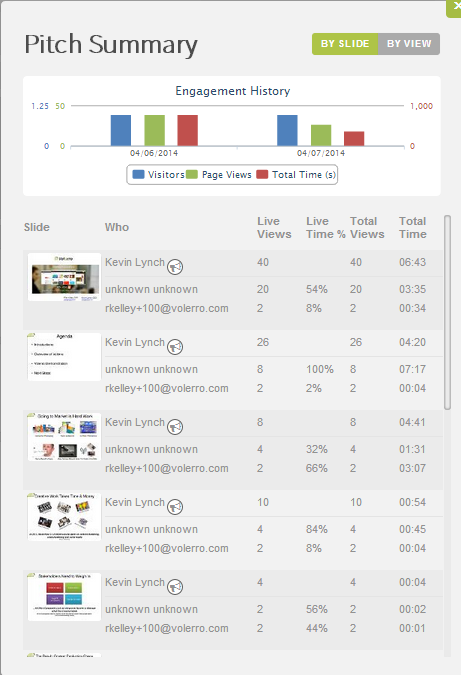 Pitch Summary
BY SLIDE BY VIEW
Engagement History
1.25 50 1,000
0 0 0
04/06/2014 04/07/2014
Visitors Page Views Total Time (s)
Slide Who Live Views Live Time % Total Views Total Time
Welcome
Kevin Lynch 40 40 06:43
unknown unknown 20 54% 20 03:35
rkelley+100@volerro.com 2 8% 2 00:34
Agenda
Kevin Lynch 26 26 04:20
unknown unknown 8 100% 8 07:17
rkelley+100@volerro.com 2 2% 2 00:04
Kevin Lynch 8 8 04:41
unknown unknown 4 32% 4 01:31
rkelley+100@volerro.com 2 66% 2 03:07
Creative Work Takes Time & Money
Kevin Lynch 10 10 00:54
unknown unknown 4 84% 4 00:45
rkelley+100@volerro.com 2 8% 2 00:04
Kevin Lynch 4 4 00:04
unknown unknown 2 56% 2 00:02
rkelley+100@volerro.com 2 44% 2 00:01